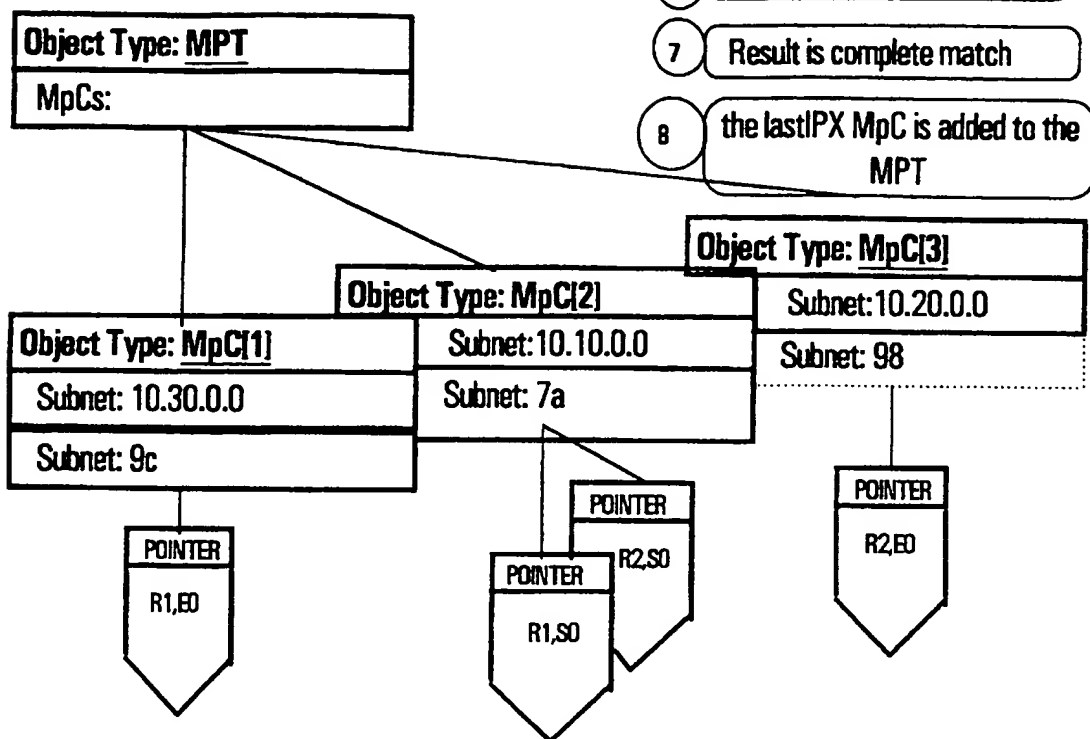 Object Type: MPT
MpCs:
7 Result is complete match
8 the lastIPX MpC is added to the
MPT
Object Type: MpC[3]
Subnet:10.20.0.0
Subnet: 98
Object Type: MpC[2]
Subnet:10.10.0.0
Subnet: 7a
Object Type: MpC[1]
Subnet: 10.30.0.0
Subnet: 9c
POINTER
R1,E0
POINTER
R1,S0
POINTER
R2,S0
POINTER
R2,E0